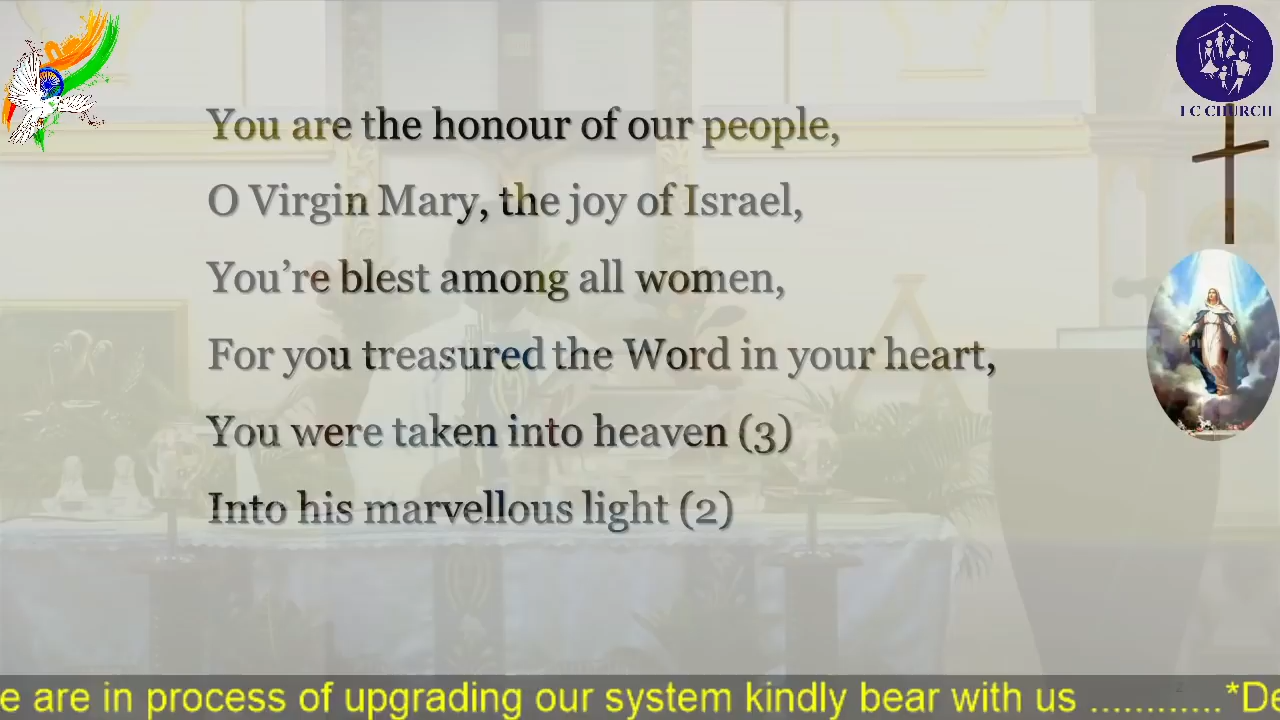 I C CHURCH
You are the honour of our people,
O Virgin Mary, the joy of Israel,
You’re blest among all women,
For you treasured the Word in your heart,
You were taken into heaven (3)
Into his marvellous light (2)
e are in process of upgrading our system kindly bear with us ............*De